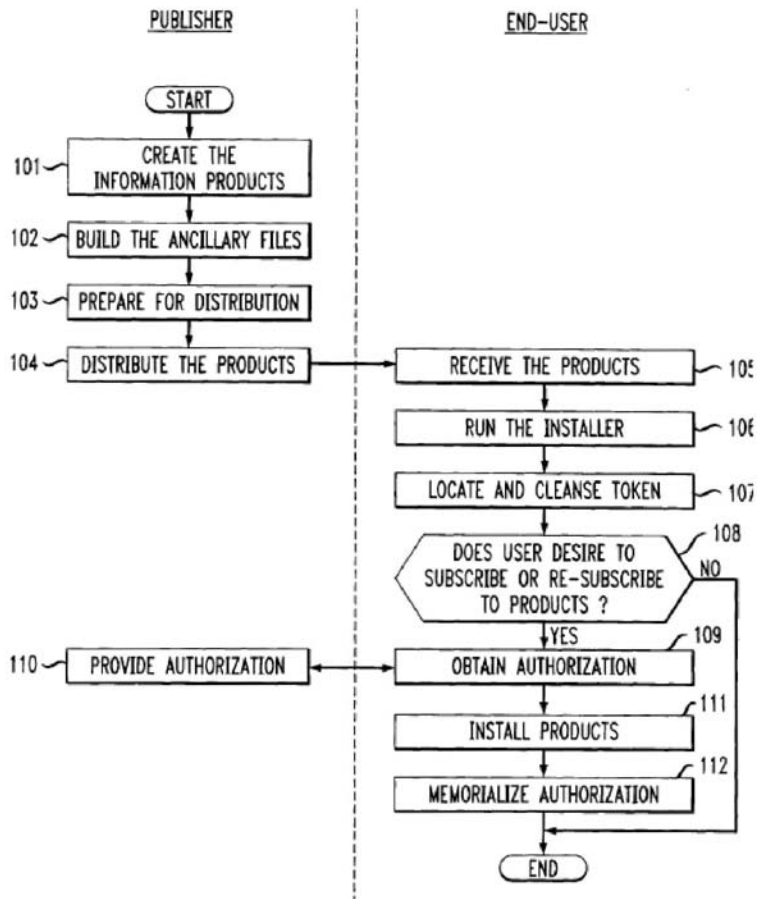 PUBLISHER
END-USER
START
101
CREATE THE
INFORMATION PRODUCTS
102
BUILD THE ANCILLARY FILES
103
PREPARE FOR DISTRIBUTION
104
DISTRIBUTE THE PRODUCTS
RECEIVE THE PRODUCTS
105
RUN THE INSTALLER
106
LOCATE AND CLEANSE TOKEN
107
108
DOES USER DESIRE TO
SUBSCRIBE OR RE-SUBSCRIBE
TO PRODUCTS ?
NO
YES
109
110
PROVIDE AUTHORIZATION
OBTAIN AUTHORIZATION
111
INSTALL PRODUCTS
112
MEMORIALIZE AUTHORIZATION
END